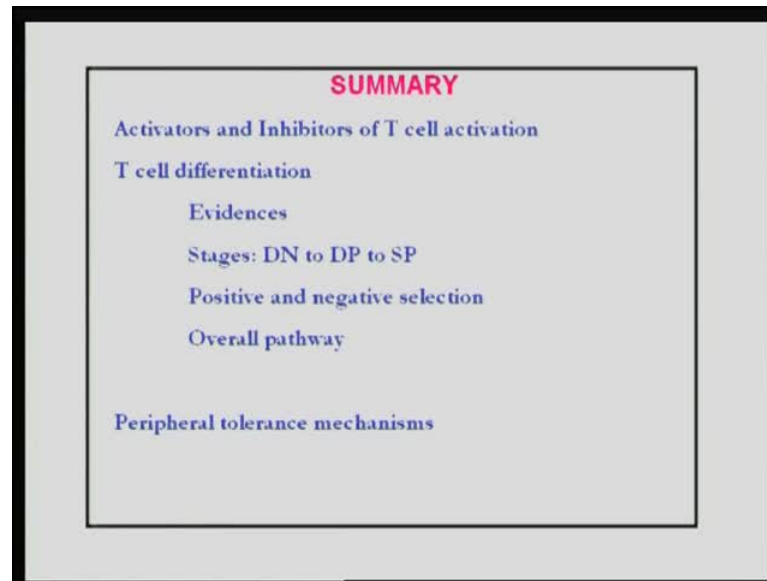 SUMMARY
Activators and Inhibitors of T cell activation
T cell differentiation
Evidences
Stages: DN to DP to SP
Positive and negative selection
Overall pathway
Peripheral tolerance mechanisms